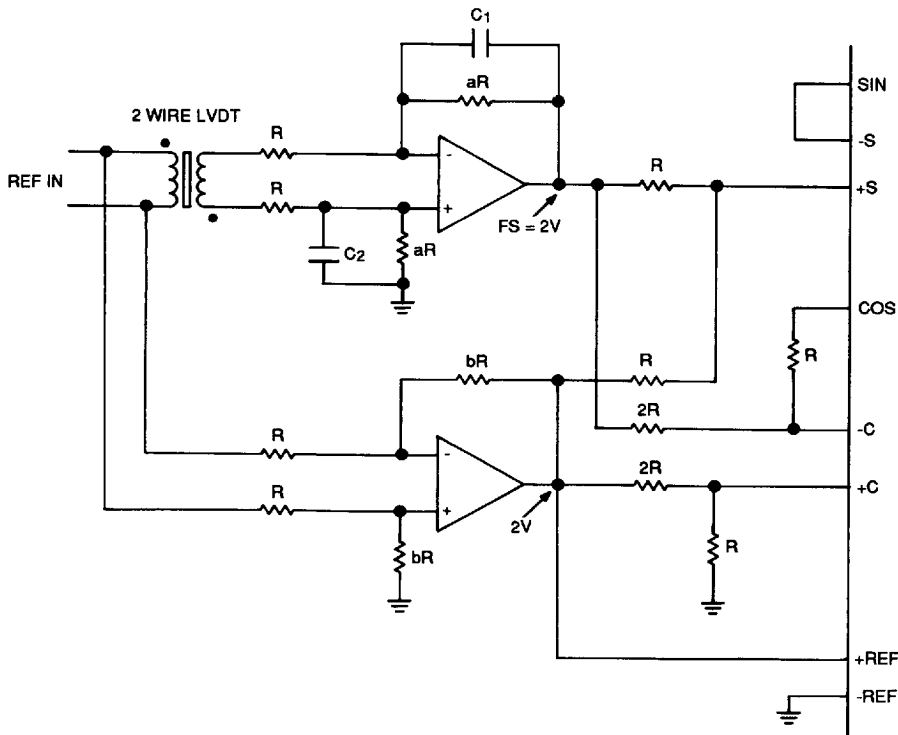 C1
aR
SIN
2 WIRE LVDT
R
-S
-
R
+S
REF IN
R
+
FS = 2V
C2
aR
COS
bR
R
R
2R
R
-
-C
R
2R
+C
+
2V
bR
R
+REF
-REF